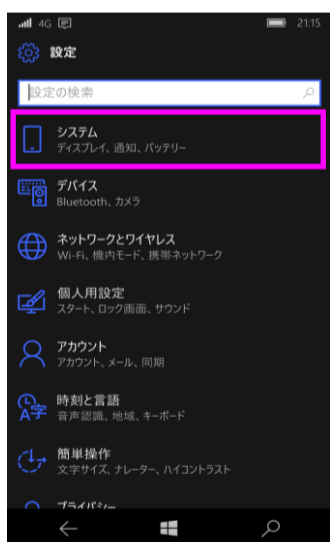 4G 21:15
設定
設定の検索
システム
ディスプレイ、通知、バッテリー
デバイス
Bluetooth、カメラ
ネットワークとワイヤレス
Wi-Fi、機内モード、携帯ネットワーク
個人用設定
スタート、ロック画面、サウンド
アカウント
アカウント、メール、同期
時刻と言語
音声認識、地域、キーボード
簡単操作
文字サイズ、ナレーター、ハイコントラスト
プライバシー